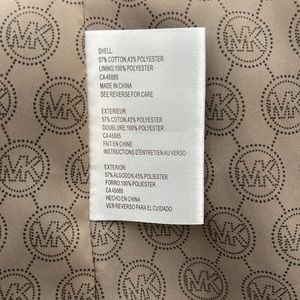 SHELL:
57% COTTON,43% POLYESTER
LINING:100% POLYESTER
CA 45885
MADE IN CHINA
SEE REVERSE FOR CARE
EXTERIEUR:
57% COTON,43% POLYESTER
DOUBLURE:100% POLYESTER
CA 45885
FAIT EN CHINE
INSTRUCTIONS D'ENTRETIEN AU VERSO
EXTERIOR:
57% ALGODON,43% POLIESTER
FORRO:100% POLIESTER
CA 45885
HECHO EN CHINA
VER REVERSO PARA EL CUIDADO
MK